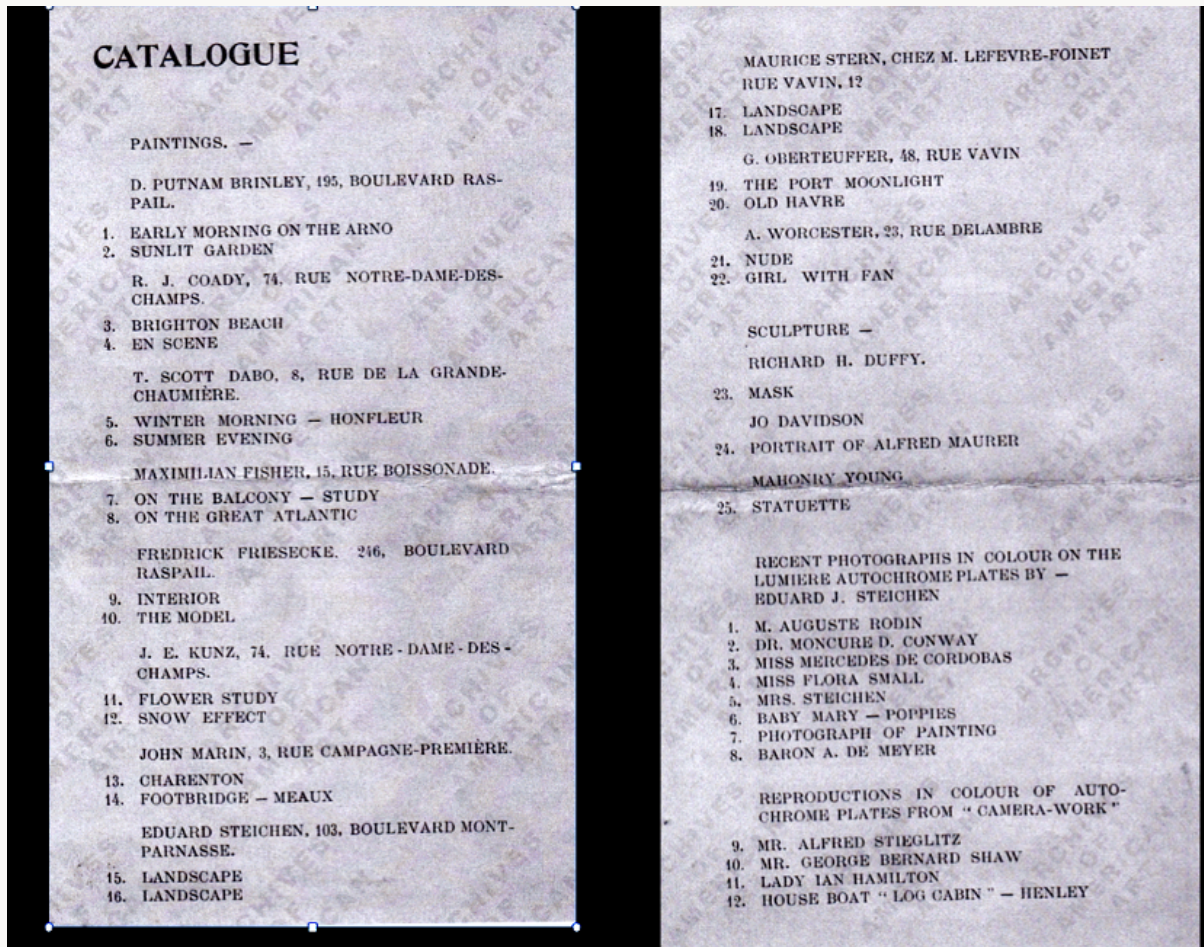 CATALOGUE
PAINTINGS. —
D. PUTNAM BRINLEY, 195, BOULEVARD RAS-
PAIL.
1. EARLY MORNING ON THE ARNO
2. SUNLIT GARDEN
R. J. COADY, 74, RUE NOTRE-DAME-DES-
CHAMPS.
3. BRIGHTON BEACH
4. EN SCENE
T. SCOTT DABO, 8, RUE DE LA GRANDE-
CHAUMIÈRE.
5. WINTER MORNING — HONFLEUR
6. SUMMER EVENING
MAXIMILIAN FISHER, 15, RUE BOISSONADE.
7. ON THE BALCONY — STUDY
8. ON THE GREAT ATLANTIC
FREDRICK FRIESECKE. 246, BOULEVARD
RASPAIL.
9. INTERIOR
10. THE MODEL
J. E. KUNZ, 74, RUE NOTRE-DAME-DES-
CHAMPS.
11. FLOWER STUDY
12. SNOW EFFECT
JOHN MARIN, 3, RUE CAMPAGNE-PREMIÈRE.
13. CHARENTON
14. FOOTBRIDGE — MEAUX
EDUARD STEICHEN, 103, BOULEVARD MONT-
PARNASSE.
15. LANDSCAPE
16. LANDSCAPE
MAURICE STERN, CHEZ M. LEFEVRE-FOINET
RUE VAVIN, 12
17. LANDSCAPE
18. LANDSCAPE
G. OBERTEUFFER, 48, RUE VAVIN
19. THE PORT MOONLIGHT
20. OLD HAVRE
A. WORCESTER, 23, RUE DELAMBRE
21. NUDE
22. GIRL WITH FAN
SCULPTURE —
RICHARD H. DUFFY.
23. MASK
JO DAVIDSON
24. PORTRAIT OF ALFRED MAURER
MAHONRY YOUNG
25. STATUETTE
RECENT PHOTOGRAPHS IN COLOUR ON THE
LUMIERE AUTOCHROME PLATES BY —
EDUARD J. STEICHEN
1. M. AUGUSTE RODIN
2. DR. MONCURE D. CONWAY
3. MISS MERCEDES DE CORDOBAS
4. MISS FLORA SMALL
5. MRS. STEICHEN
6. BABY MARY — POPPIES
7. PHOTOGRAPH OF PAINTING
8. BARON A. DE MEYER
REPRODUCTIONS IN COLOUR OF AUTO-
CHROME PLATES FROM “ CAMERA-WORK ”
9. MR. ALFRED STIEGLITZ
10. MR. GEORGE BERNARD SHAW
11. LADY IAN HAMILTON
12. HOUSE BOAT “ LOG CABIN ” — HENLEY
ARCHIVES
OF
AMERICAN
ART